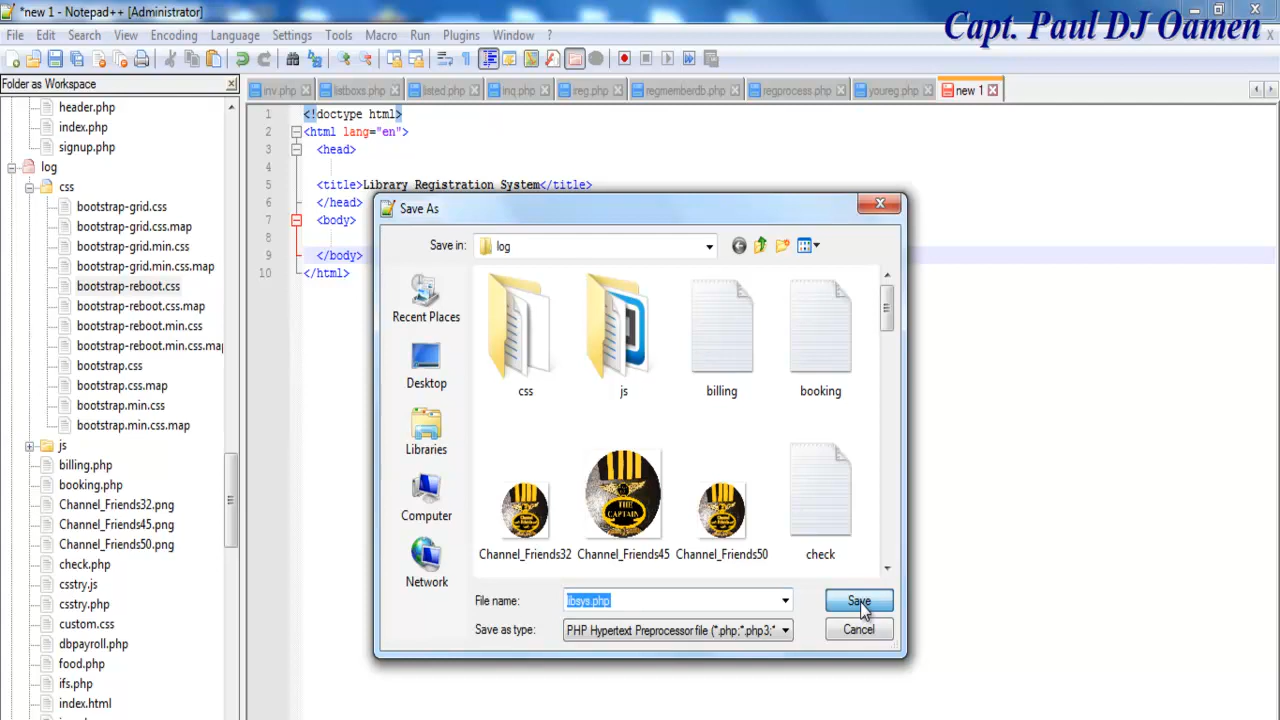 *new 1 - Notepad++ [Administrator]
Capt. Paul DJ Oamen
File Edit Search View Encoding Language Settings Tools Macro Run Plugins Window ?
Folder as Workspace
inv.php listboxs.php listed.php inq.php reg.php regmemberdb.php regprocess.php youreg.php new 1
header.php
index.php
signup.php
log
css
bootstrap-grid.css
bootstrap-grid.css.map
bootstrap-grid.min.css
bootstrap-grid.min.css.map
bootstrap-reboot.css
bootstrap-reboot.css.map
bootstrap-reboot.min.css
bootstrap-reboot.min.css.ma
bootstrap.css
bootstrap.css.map
bootstrap.min.css
bootstrap.min.css.map
js
billing.php
booking.php
Channel_Friends32.png
Channel_Friends45.png
Channel_Friends50.png
check.php
csstry.js
csstry.php
custom.css
dbpayroll.php
food.php
ifs.php
index.html
1 <!doctype html>
2 <html lang="en">
3 <head>
4
5 <title>Library Registration System</title>
6 </head>
7 <body>
8
9 </body>
10 </html>
Save As
Save in: log
Recent Places
Desktop
Libraries
Computer
Network
css js billing booking
THE CAPTAIN
Channel_Friends32 Channel_Friends45 Channel_Friends50 check
File name: libsys.php Save
Save as type: PHP Hypertext Preprocessor file (*.php;*.php3;* Cancel